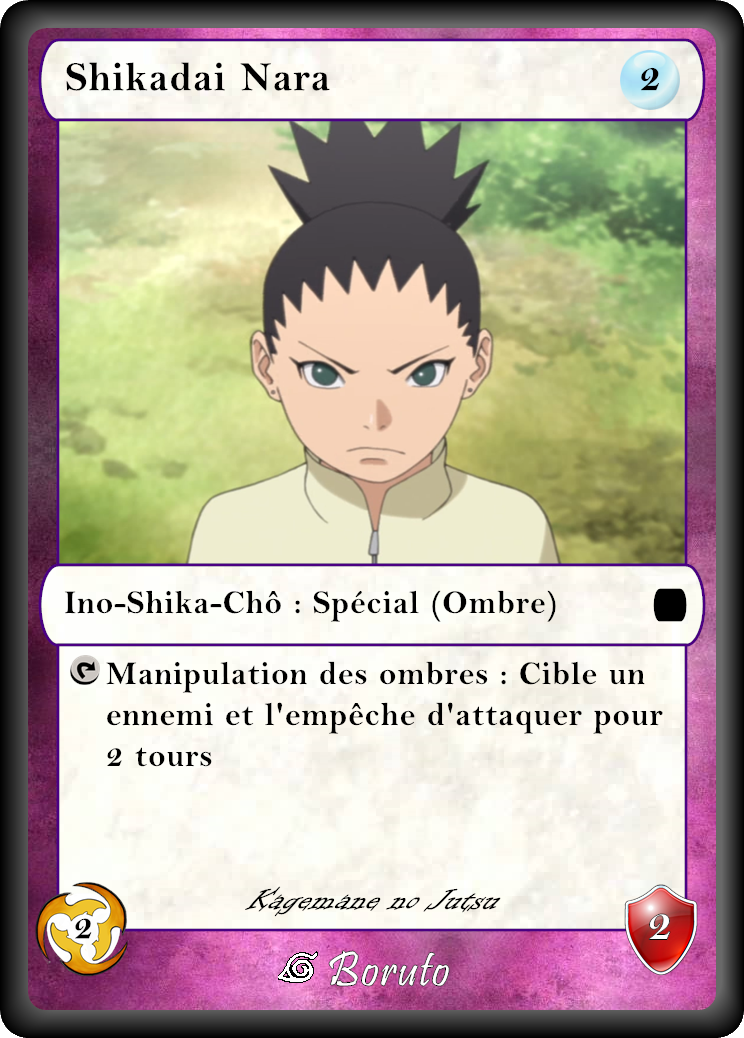 Shikadai Nara
2
Ino-Shika-Chô : Spécial (Ombre)
Manipulation des ombres : Cible un
ennemi et l'empêche d'attaquer pour
2 tours
Kagemane no Jutsu
2
2
Boruto